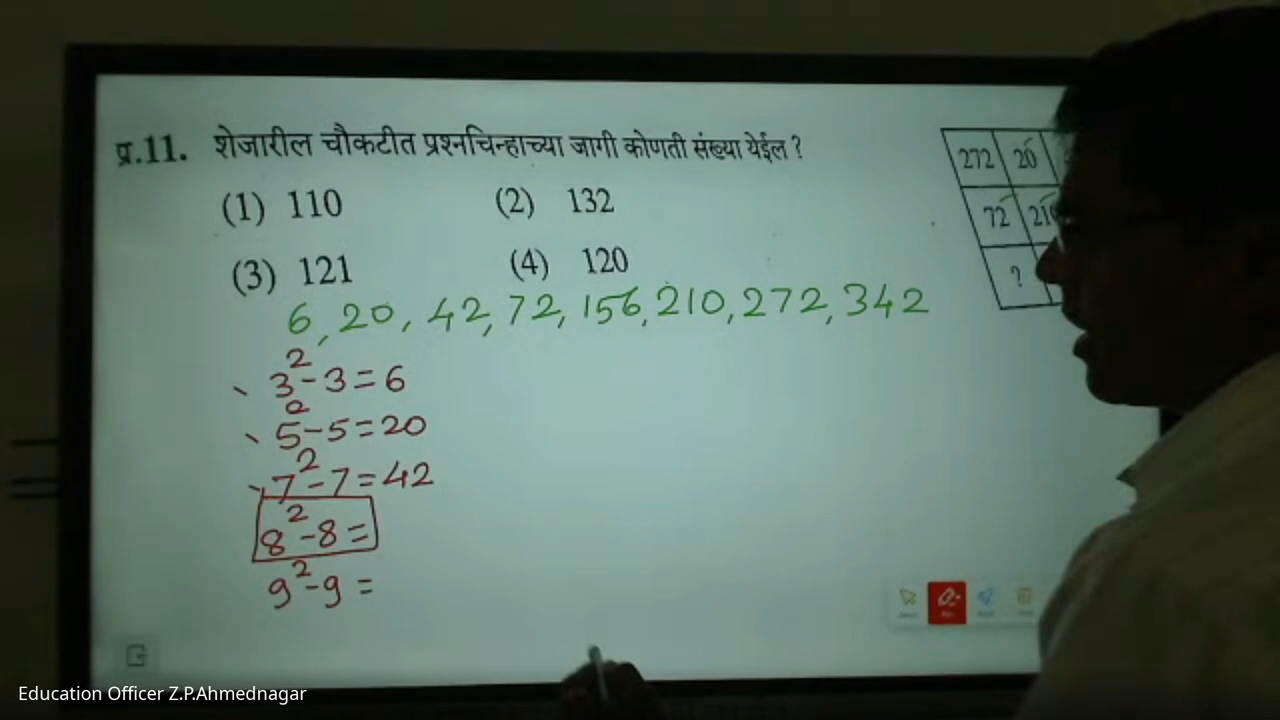 प्र.11. शेजारील चौकटीत प्रश्नचिन्हाच्या जागी कोणती संख्या येईल ?
(1) 110 (2) 132
(3) 121 (4) 120
272 20
72 210
?
6, 20, 42, 72, 156, 210, 272, 342
3²-3=6
5²-5=20
7²-7=42
8²-8=
9²-9=
Education Officer Z.P.Ahmednagar